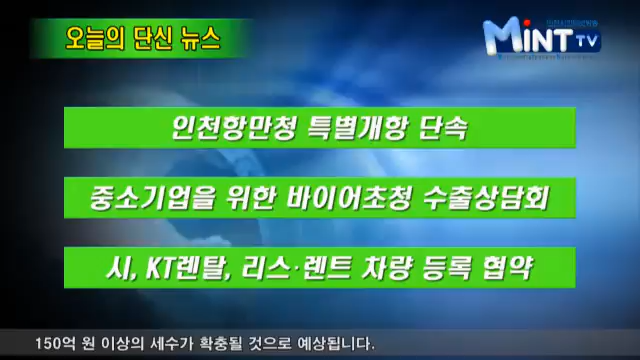 오늘의 단신 뉴스
MiNT TV
인천항만청 특별개항 단속
중소기업을 위한 바이어초청 수출상담회
시, KT렌탈, 리스·렌트 차량 등록 협약
150억 원 이상의 세수가 확충될 것으로 예상됩니다.